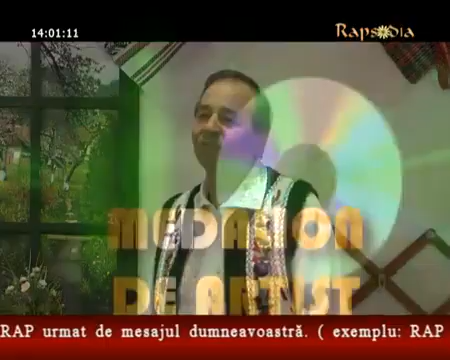 14:01:11
Rapsodia
MEDALION
DE ARTIST
RAP urmat de mesajul dumneavoastră. ( exemplu: RAP